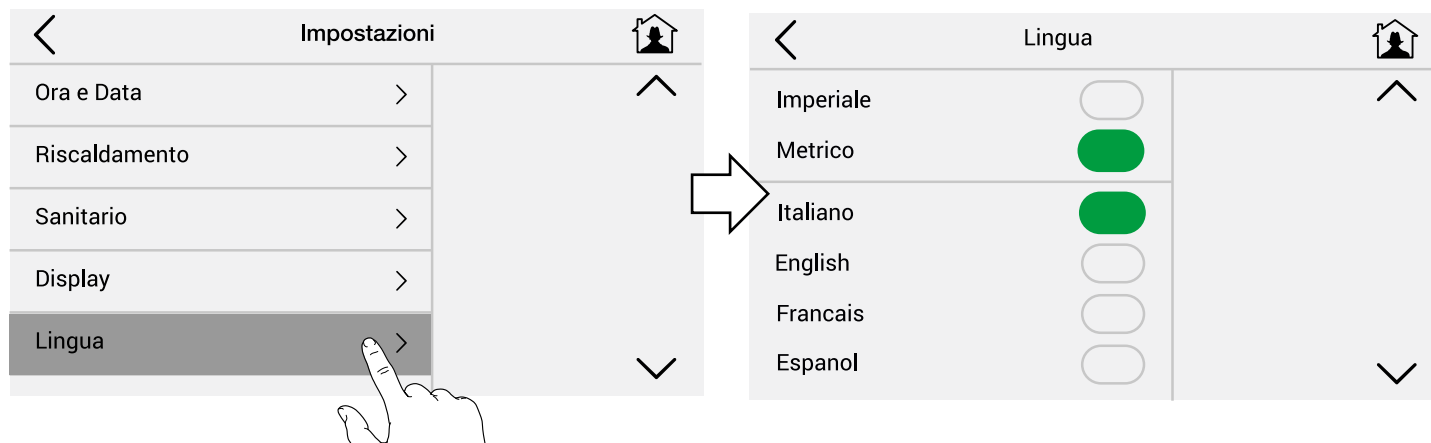 Impostazioni
Ora e Data
Riscaldamento
Sanitario
Display
Lingua
Lingua
Imperiale
Metrico
Italiano
English
Francais
Espanol